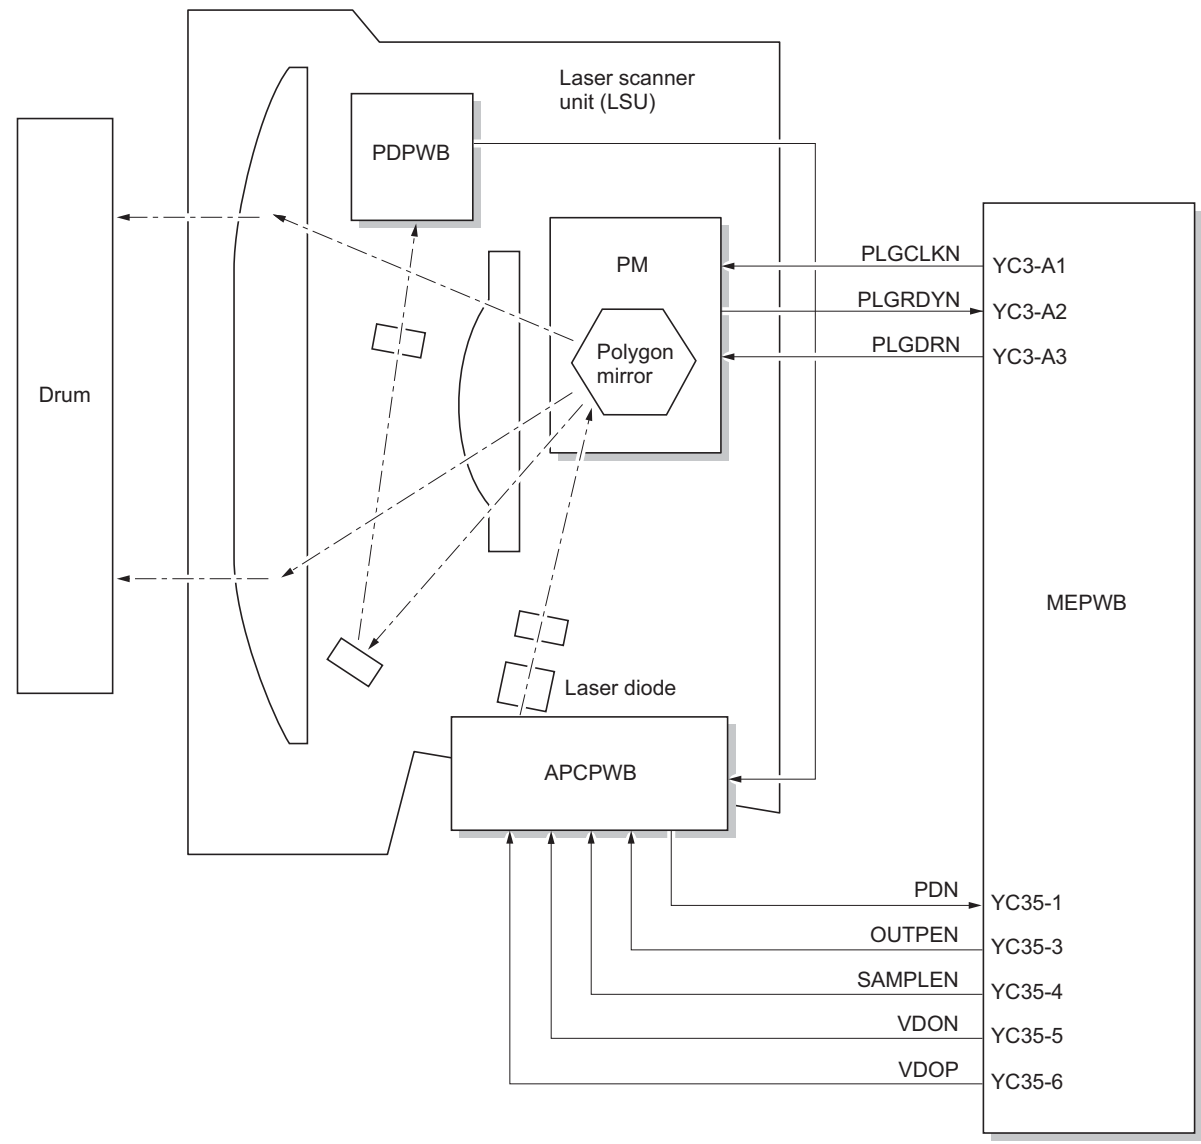 Laser scanner
unit (LSU)
PDPWB
PM
PLGCLKN
YC3-A1
PLGRDYN
YC3-A2
PLGDRN
YC3-A3
Polygon
mirror
Drum
MEPWB
Laser diode
APCPWB
PDN
YC35-1
OUTPEN
YC35-3
SAMPLEN
YC35-4
VDON
YC35-5
VDOP
YC35-6